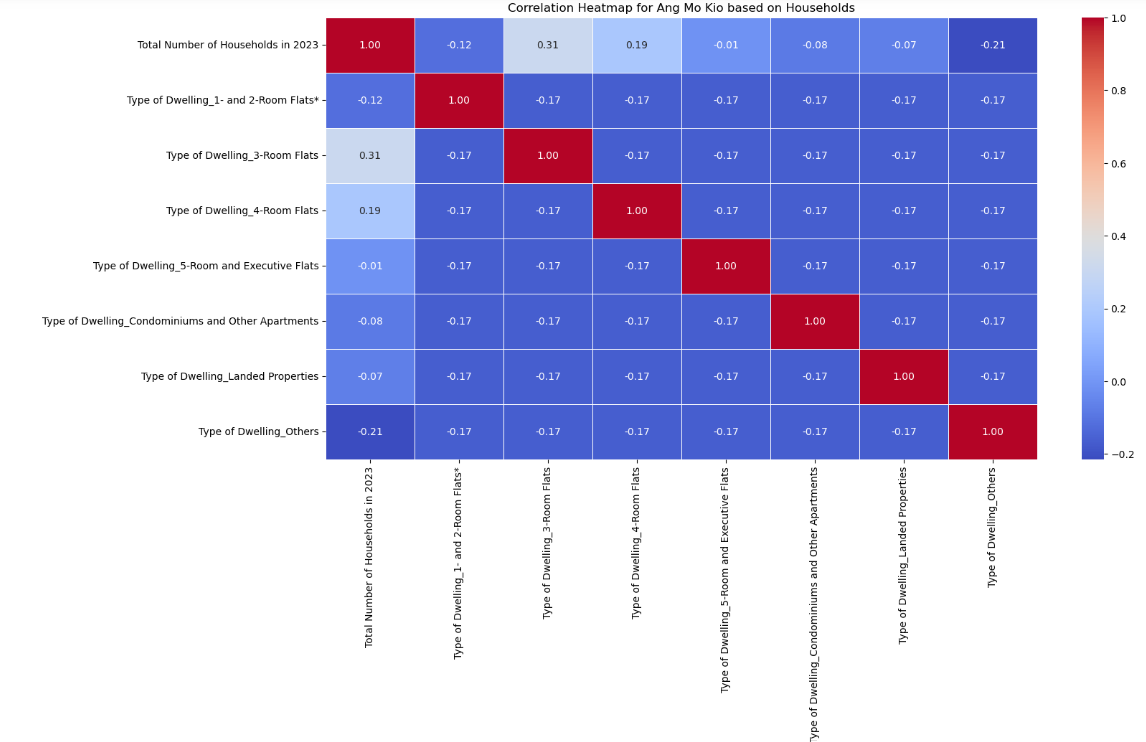 Correlation Heatmap for Ang Mo Kio based on Households
Total Number of Households in 2023 1.00 -0.12 0.31 0.19 -0.01 -0.08 -0.07 -0.21
Type of Dwelling_1- and 2-Room Flats* -0.12 1.00 -0.17 -0.17 -0.17 -0.17 -0.17 -0.17
Type of Dwelling_3-Room Flats 0.31 -0.17 1.00 -0.17 -0.17 -0.17 -0.17 -0.17
Type of Dwelling_4-Room Flats 0.19 -0.17 -0.17 1.00 -0.17 -0.17 -0.17 -0.17
Type of Dwelling_5-Room and Executive Flats -0.01 -0.17 -0.17 -0.17 1.00 -0.17 -0.17 -0.17
Type of Dwelling_Condominiums and Other Apartments -0.08 -0.17 -0.17 -0.17 -0.17 1.00 -0.17 -0.17
Type of Dwelling_Landed Properties -0.07 -0.17 -0.17 -0.17 -0.17 -0.17 1.00 -0.17
Type of Dwelling_Others -0.21 -0.17 -0.17 -0.17 -0.17 -0.17 -0.17 1.00
Total Number of Households in 2023
Type of Dwelling_1- and 2-Room Flats*
Type of Dwelling_3-Room Flats
Type of Dwelling_4-Room Flats
Type of Dwelling_5-Room and Executive Flats
ype of Dwelling_Condominiums and Other Apartments
Type of Dwelling_Landed Properties
Type of Dwelling_Others
1.0
0.8
0.6
0.4
0.2
0.0
−0.2